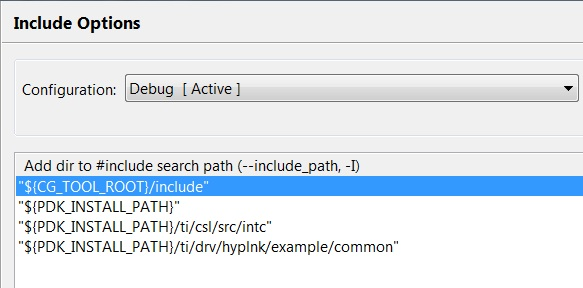 Include Options
Configuration: Debug [ Active ]
Add dir to #include search path (--include_path, -I)
"${CG_TOOL_ROOT}/include"
"${PDK_INSTALL_PATH}"
"${PDK_INSTALL_PATH}/ti/csl/src/intc"
"${PDK_INSTALL_PATH}/ti/drv/hyplnk/example/common"